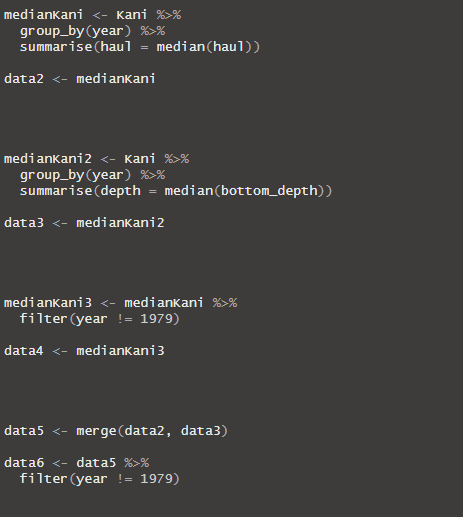 medianKani <- Kani %>%
  group_by(year) %>%
  summarise(haul = median(haul))
data2 <- medianKani
medianKani2 <- Kani %>%
  group_by(year) %>%
  summarise(depth = median(bottom_depth))
data3 <- medianKani2
medianKani3 <- medianKani %>%
  filter(year != 1979)
data4 <- medianKani3
data5 <- merge(data2, data3)
data6 <- data5 %>%
  filter(year != 1979)